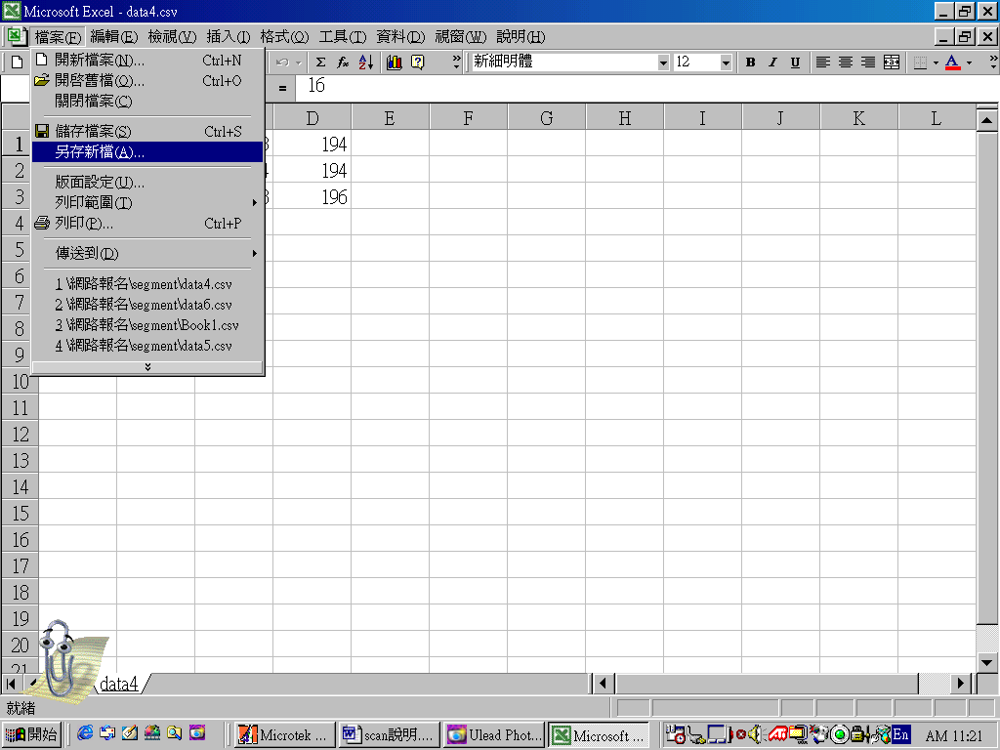 Microsoft Excel - data4.csv
檔案(F) 編輯(E) 檢視(V) 插入(I) 格式(O) 工具(T) 資料(D) 視窗(W) 說明(H)
新細明體 12 B I U
= 16
開新檔案(N)... Ctrl+N
開啓舊檔(O)... Ctrl+O
關閉檔案(C)
儲存檔案(S) Ctrl+S
另存新檔(A)...
版面設定(U)...
列印範圍(T)
列印(P)... Ctrl+P
傳送到(D)
1 \網路報名\segment\data4.csv
2 \網路報名\segment\data6.csv
3 \網路報名\segment\Book1.csv
4 \網路報名\segment\data5.csv
D E F G H I J K L
1 194
2 194
3 196
4
5
6
7
8
9
10
11
12
13
14
15
16
17
18
19
20
21
data4
就緒
開始 Microtek ... scan說明.... Ulead Phot... Microsoft ... En AM 11:21